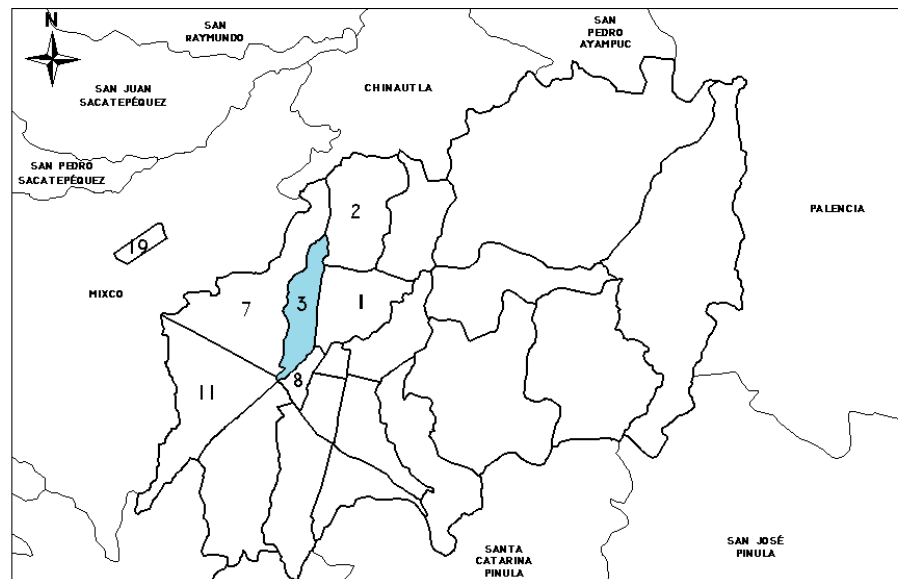 N
SAN
RAYMUNDO
SAN
PEDRO
AYAMPUC
SAN JUAN
SACATEPÉQUEZ
CHINAUTLA
SAN PEDRO
SACATEPÉQUEZ
PALENCIA
2
19
MIXCO
7
3
1
8
11
SANTA
CATARINA
PINULA
SAN JOSÉ
PINULA